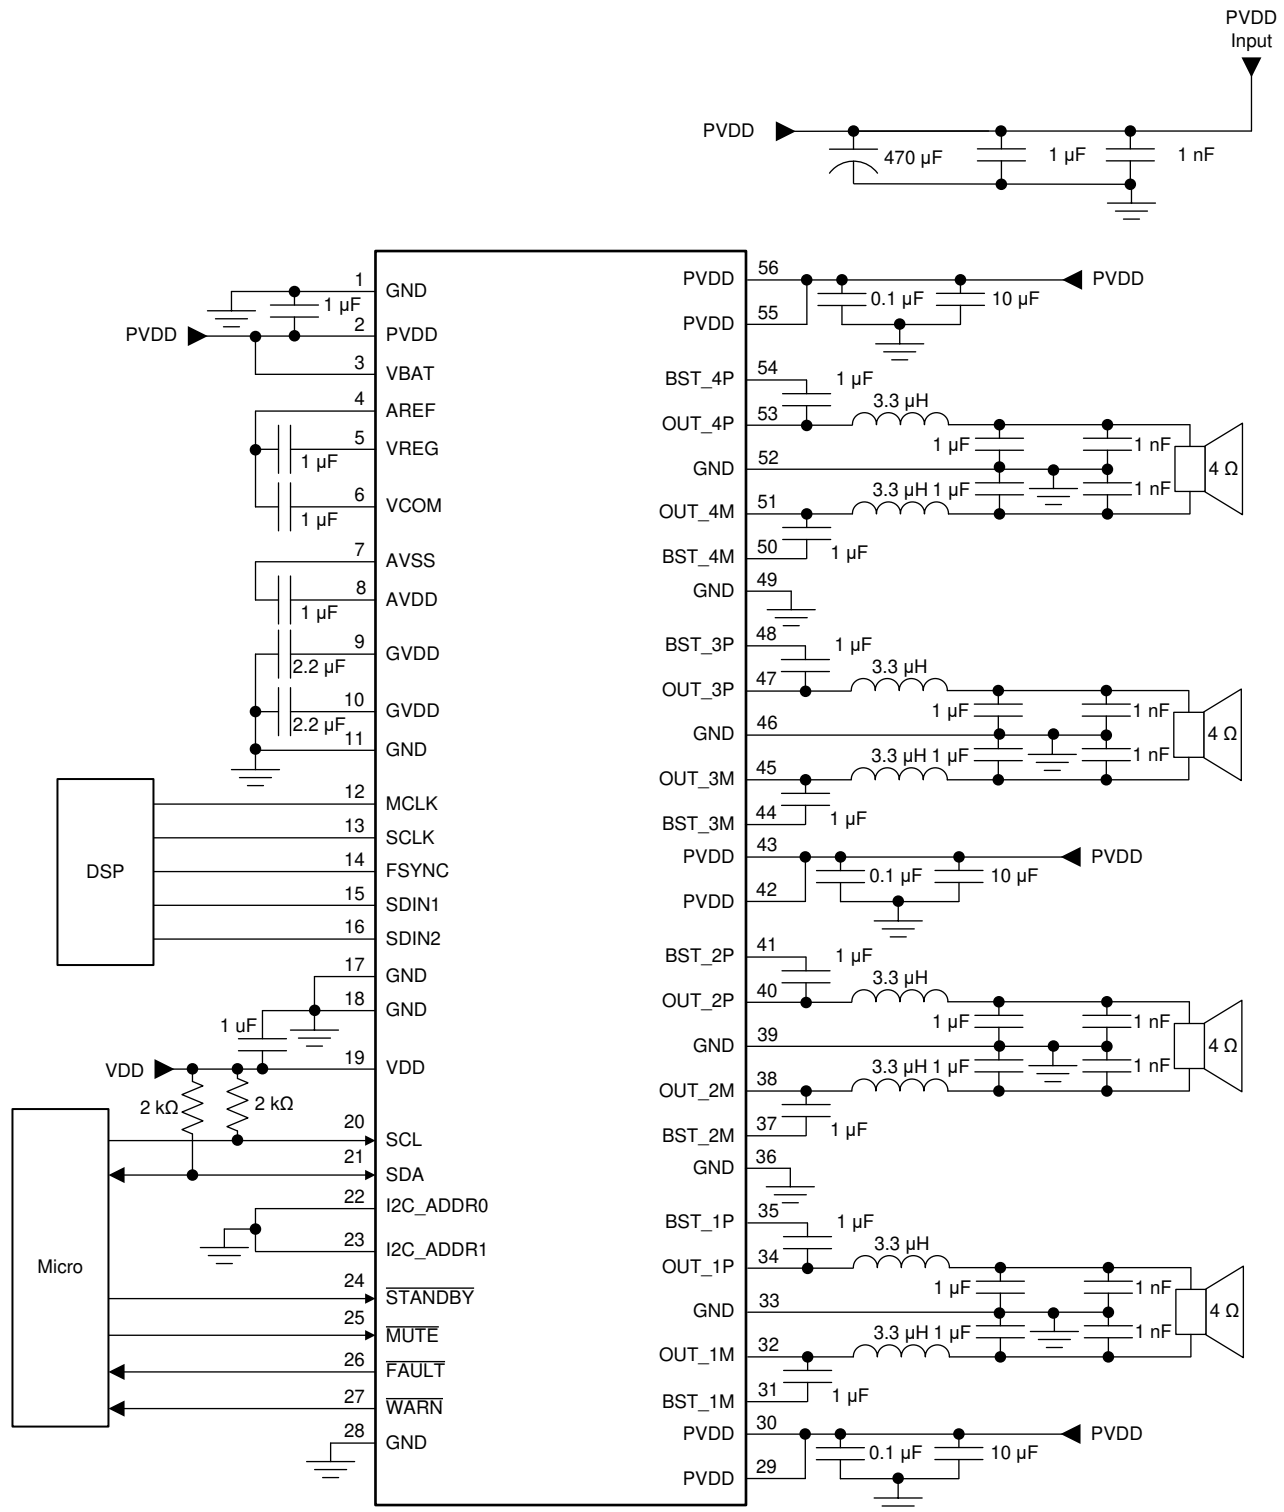 PVDD
Input
PVDD
470 µF
1 µF
1 nF
1
GND
1 µF
PVDD
2
PVDD
3
VBAT
4
AREF
5
VREG
1 µF
6
VCOM
1 µF
7
AVSS
8
AVDD
1 µF
9
GVDD
2.2 µF
10
GVDD
2.2 µF
11
GND
DSP
12
MCLK
13
SCLK
14
FSYNC
15
SDIN1
16
SDIN2
17
GND
18
GND
1 uF
VDD
19
VDD
2 kΩ
2 kΩ
Micro
20
SCL
21
SDA
22
I2C_ADDR0
23
I2C_ADDR1
24
STANDBY
25
MUTE
26
FAULT
27
WARN
28
GND
PVDD
56
PVDD
0.1 µF
10 µF
PVDD
55
BST_4P
54
1 µF
OUT_4P
53
3.3 µH
1 µF
1 nF
GND
52
4 Ω
3.3 µH
1 µF
1 nF
OUT_4M
51
BST_4M
50
1 µF
GND
49
BST_3P
48
1 µF
OUT_3P
47
3.3 µH
1 µF
1 nF
GND
46
4 Ω
3.3 µH
1 µF
1 nF
OUT_3M
45
BST_3M
44
1 µF
PVDD
43
PVDD
0.1 µF
10 µF
PVDD
42
BST_2P
41
1 µF
OUT_2P
40
3.3 µH
1 µF
1 nF
GND
39
4 Ω
3.3 µH
1 µF
1 nF
OUT_2M
38
BST_2M
37
1 µF
GND
36
BST_1P
35
1 µF
OUT_1P
34
3.3 µH
1 µF
1 nF
GND
33
4 Ω
3.3 µH
1 µF
1 nF
OUT_1M
32
BST_1M
31
1 µF
PVDD
30
PVDD
0.1 µF
10 µF
PVDD
29